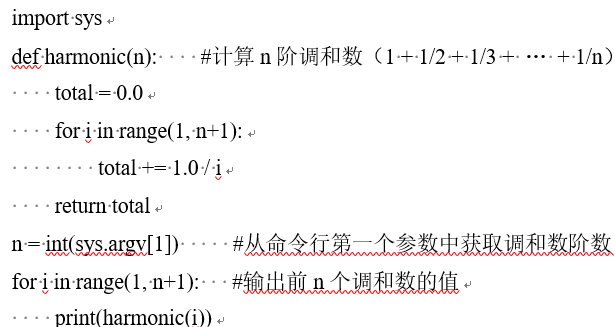 import sys
def harmonic(n):    #计算 n 阶调和数（1 + 1/2 + 1/3 + … + 1/n）
    total = 0.0
    for i in range(1, n+1):
        total += 1.0 / i
    return total
n = int(sys.argv[1])     #从命令行第一个参数中获取调和数阶数
for i in range(1, n+1):   #输出前 n 个调和数的值
    print(harmonic(i))